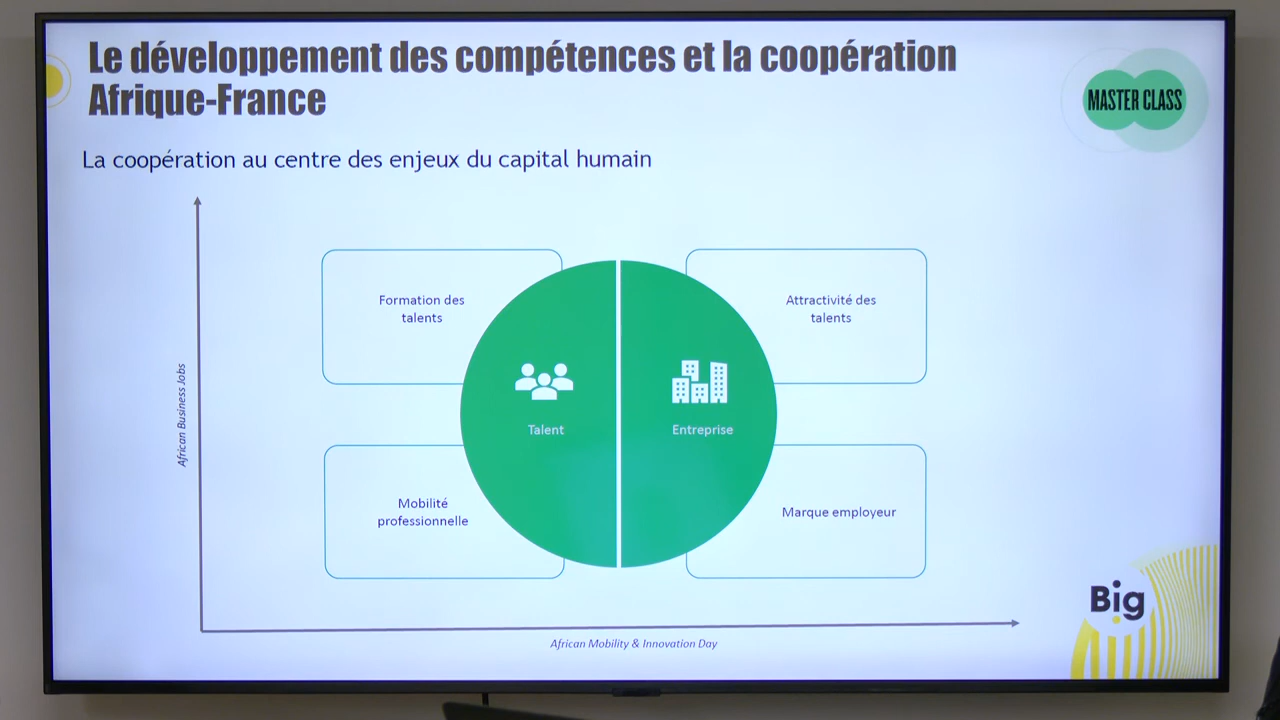 Le développement des compétences et la coopération
Afrique-France
MASTER CLASS
La coopération au centre des enjeux du capital humain
Formation des
talents
Attractivité des
talents
African Business Jobs
Talent
Entreprise
Mobilité
professionnelle
Marque employeur
Big
African Mobility & Innovation Day